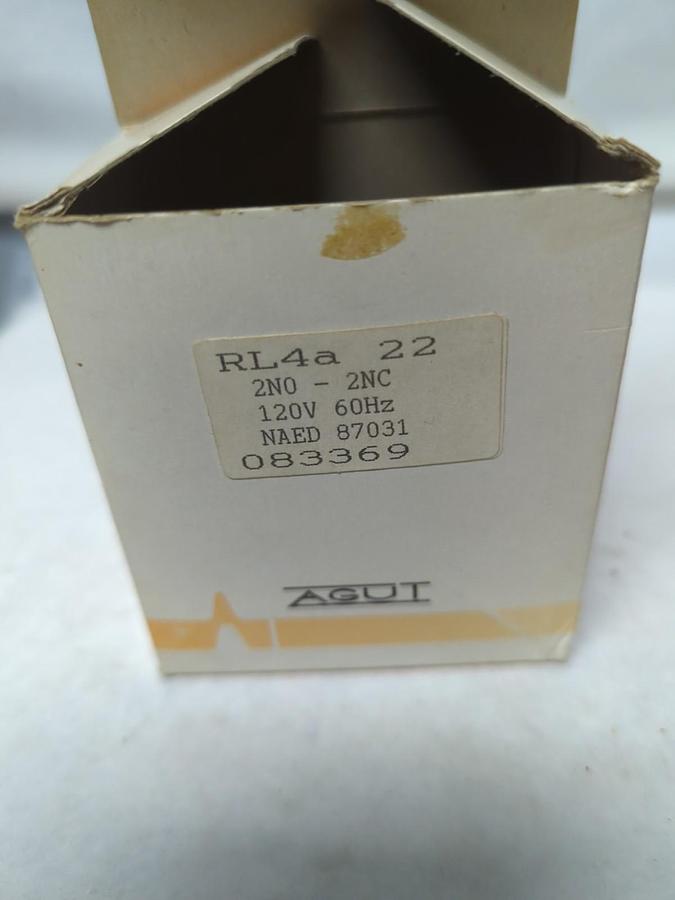 RL4a 22
2NO - 2NC
120V 60Hz
NAED 87031
083369
AGUT